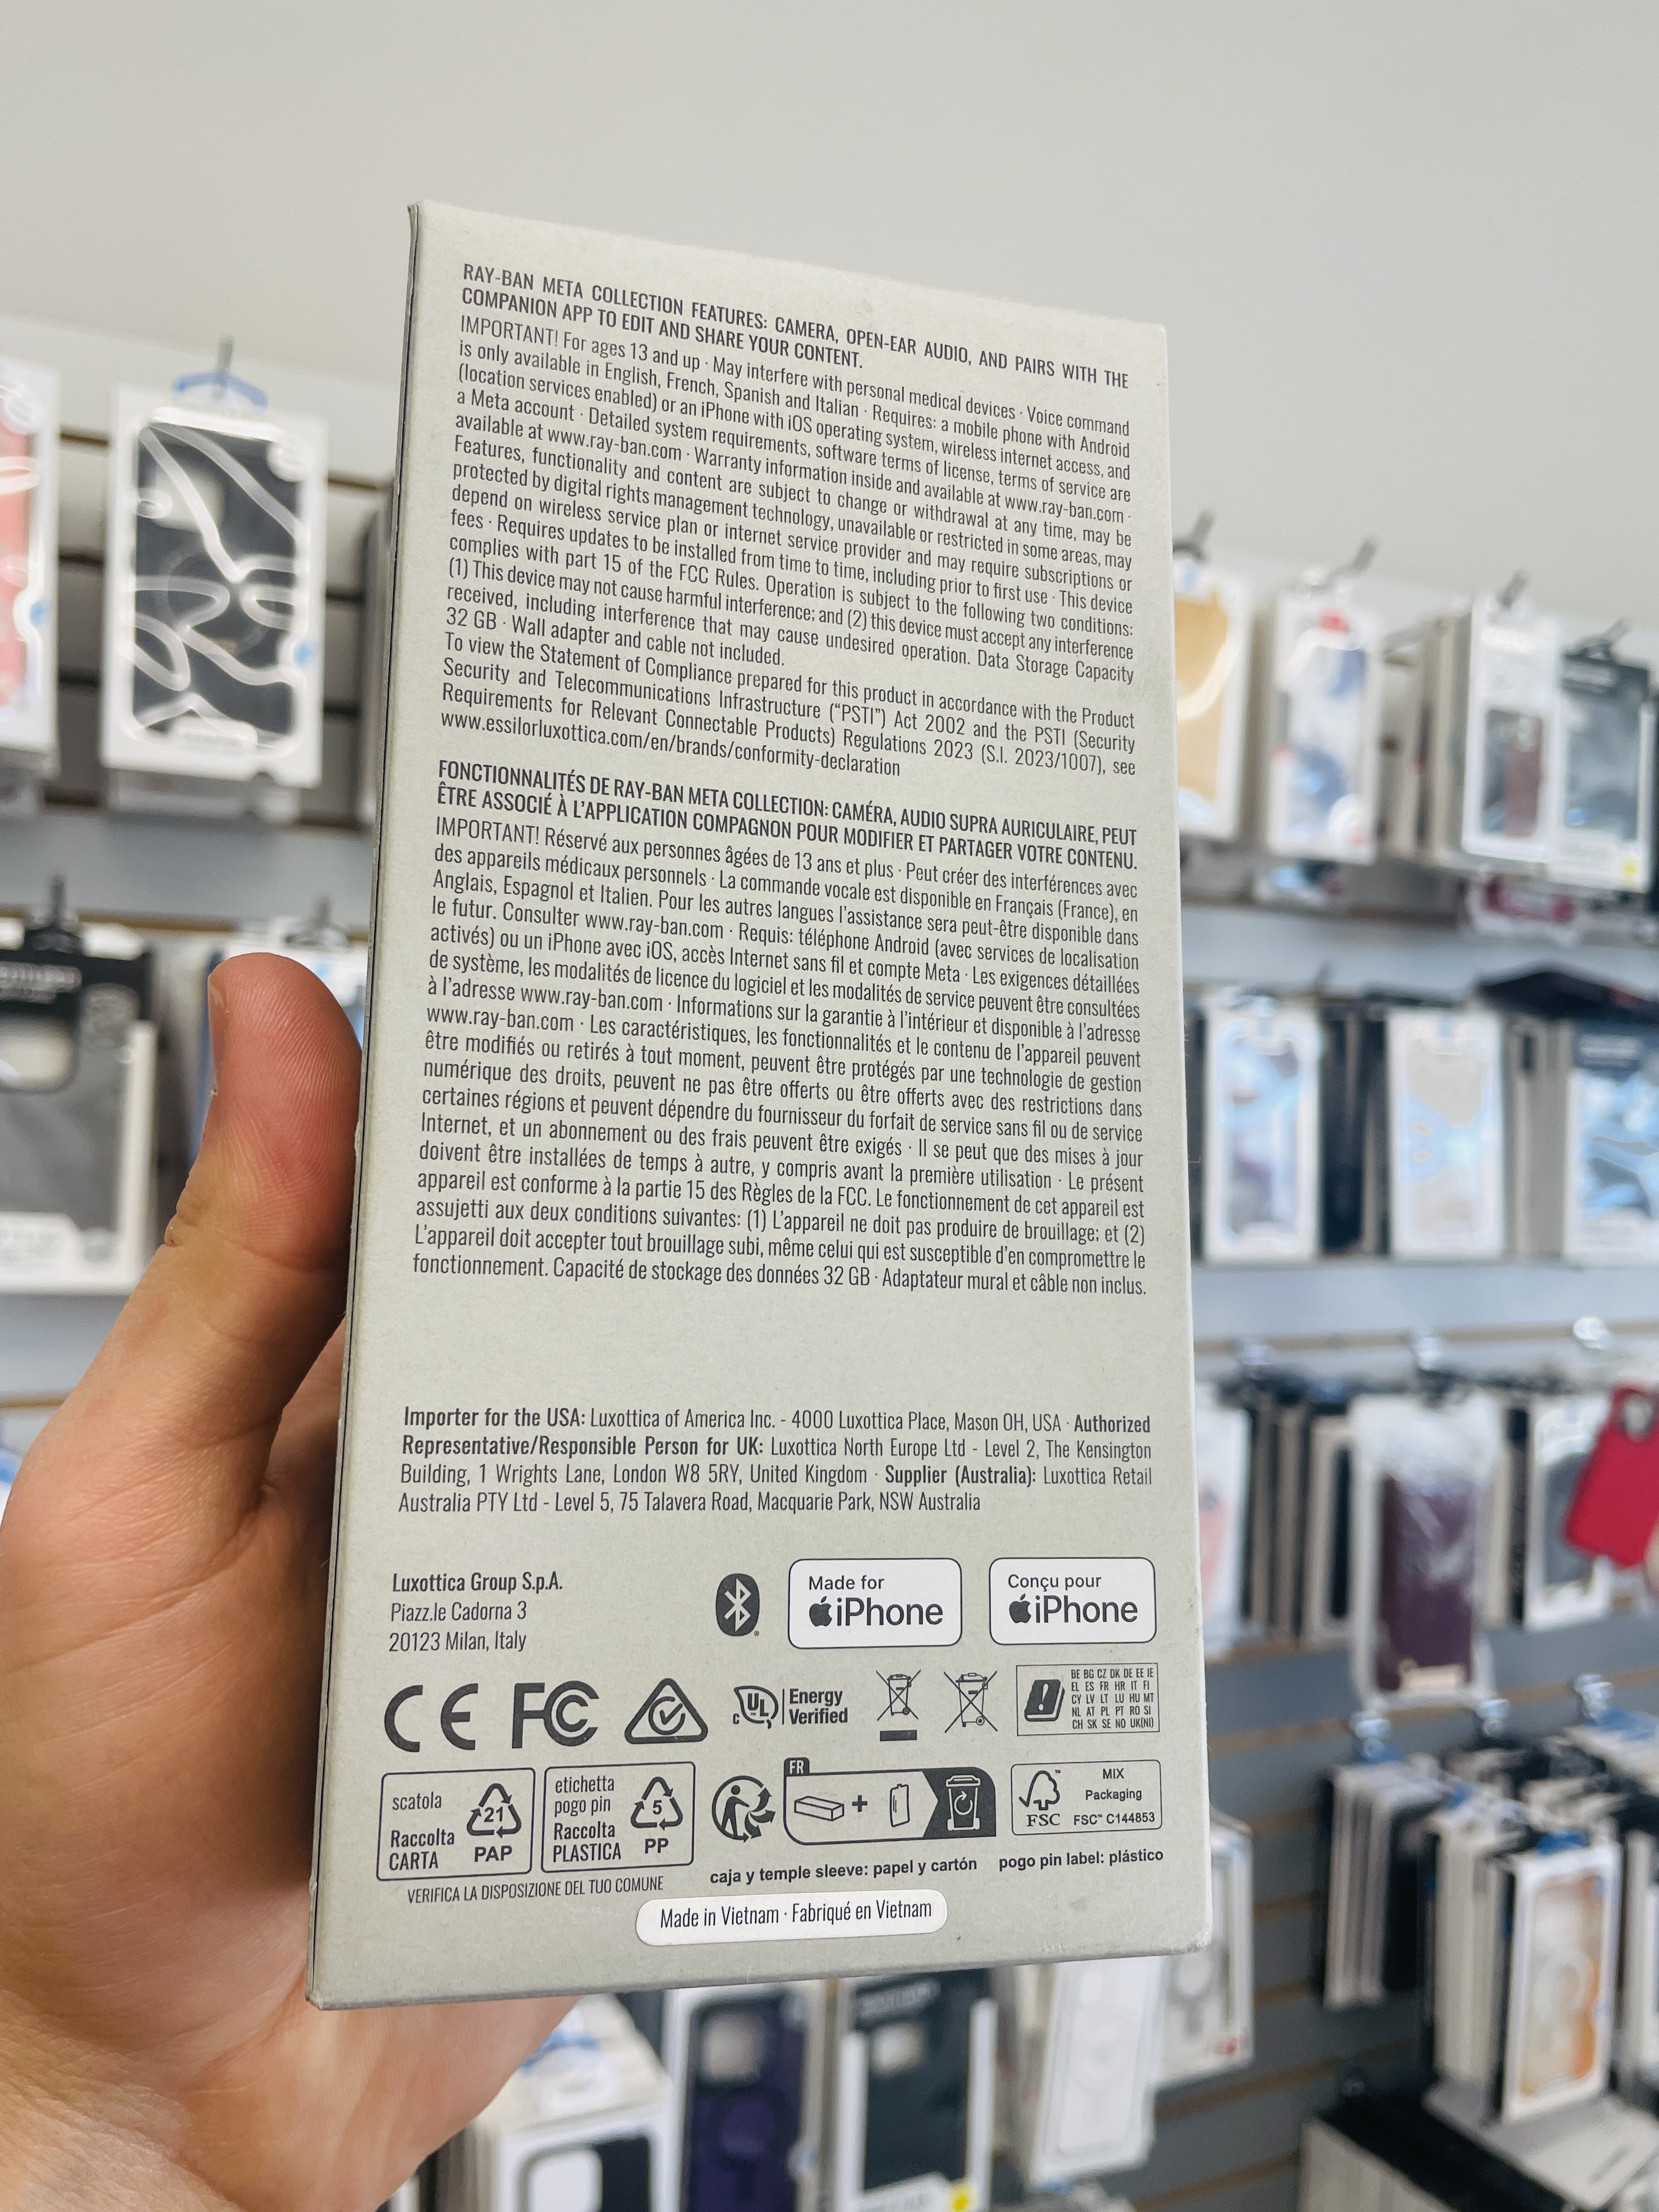 RAY-BAN META COLLECTION FEATURES: CAMERA, OPEN-EAR AUDIO, AND PAIRS WITH THE
COMPANION APP TO EDIT AND SHARE YOUR CONTENT.
IMPORTANT! For ages 13 and up · May interfere with personal medical devices · Voice command
is only available in English, French, Spanish and Italian · Requires: a mobile phone with Android
(location services enabled) or an iPhone with iOS operating system, wireless internet access, and
a Meta account · Detailed system requirements, software terms of license, terms of service are
available at www.ray-ban.com · Warranty information inside and available at www.ray-ban.com ·
Features, functionality and content are subject to change or withdrawal at any time, may be
protected by digital rights management technology, unavailable or restricted in some areas, may
depend on wireless service plan or internet service provider and may require subscriptions or
fees · Requires updates to be installed from time to time, including prior to first use · This device
complies with part 15 of the FCC Rules. Operation is subject to the following two conditions:
(1) This device may not cause harmful interference; and (2) this device must accept any interference
received, including interference that may cause undesired operation. Data Storage Capacity
32 GB · Wall adapter and cable not included.
To view the Statement of Compliance prepared for this product in accordance with the Product
Security and Telecommunications Infrastructure (“PSTI”) Act 2002 and the PSTI (Security
Requirements for Relevant Connectable Products) Regulations 2023 (S.I. 2023/1007), see
www.essilorluxottica.com/en/brands/conformity-declaration
FONCTIONNALITÉS DE RAY-BAN META COLLECTION: CAMÉRA, AUDIO SUPRA AURICULAIRE, PEUT
ÊTRE ASSOCIÉ À L’APPLICATION COMPAGNON POUR MODIFIER ET PARTAGER VOTRE CONTENU.
IMPORTANT! Réservé aux personnes âgées de 13 ans et plus · Peut créer des interférences avec
des appareils médicaux personnels · La commande vocale est disponible en Français (France), en
Anglais, Espagnol et Italien. Pour les autres langues l’assistance sera peut-être disponible dans
le futur. Consulter www.ray-ban.com · Requis: téléphone Android (avec services de localisation
activés) ou un iPhone avec iOS, accès Internet sans fil et compte Meta · Les exigences détaillées
de système, les modalités de licence du logiciel et les modalités de service peuvent être consultées
à l’adresse www.ray-ban.com · Informations sur la garantie à l’intérieur et disponible à l’adresse
www.ray-ban.com · Les caractéristiques, les fonctionnalités et le contenu de l’appareil peuvent
être modifiés ou retirés à tout moment, peuvent être protégés par une technologie de gestion
numérique des droits, peuvent ne pas être offerts ou être offerts avec des restrictions dans
certaines régions et peuvent dépendre du fournisseur du forfait de service sans fil ou de service
Internet, et un abonnement ou des frais peuvent être exigés · Il se peut que des mises à jour
doivent être installées de temps à autre, y compris avant la première utilisation · Le présent
appareil est conforme à la partie 15 des Règles de la FCC. Le fonctionnement de cet appareil est
assujetti aux deux conditions suivantes: (1) L’appareil ne doit pas produire de brouillage; et (2)
L’appareil doit accepter tout brouillage subi, même celui qui est susceptible d’en compromettre le
fonctionnement. Capacité de stockage des données 32 GB · Adaptateur mural et câble non inclus.
Importer for the USA: Luxottica of America Inc. - 4000 Luxottica Place, Mason OH, USA · Authorized
Representative/Responsible Person for UK: Luxottica North Europe Ltd - Level 2, The Kensington
Building, 1 Wrights Lane, London W8 5RY, United Kingdom · Supplier (Australia): Luxottica Retail
Australia PTY Ltd - Level 5, 75 Talavera Road, Macquarie Park, NSW Australia
Luxottica Group S.p.A.
Piazz.le Cadorna 3
20123 Milan, Italy
Made for
iPhone
Conçu pour
iPhone
CE FC
c UL Energy
Verified
BE BG CZ DK DE EE IE
EL ES FR HR IT FI
CY LV LT LU HU MT
NL AT PL PT RO SI
CH SK SE NO UK(NI)
scatola
21
Raccolta
CARTA
PAP
etichetta
pogo pin
5
Raccolta
PLASTICA
PP
FR
+
FSC™
MIX
Packaging
FSC™ C144853
VERIFICA LA DISPOSIZIONE DEL TUO COMUNE
caja y temple sleeve: papel y cartón
pogo pin label: plástico
Made in Vietnam · Fabriqué en Vietnam